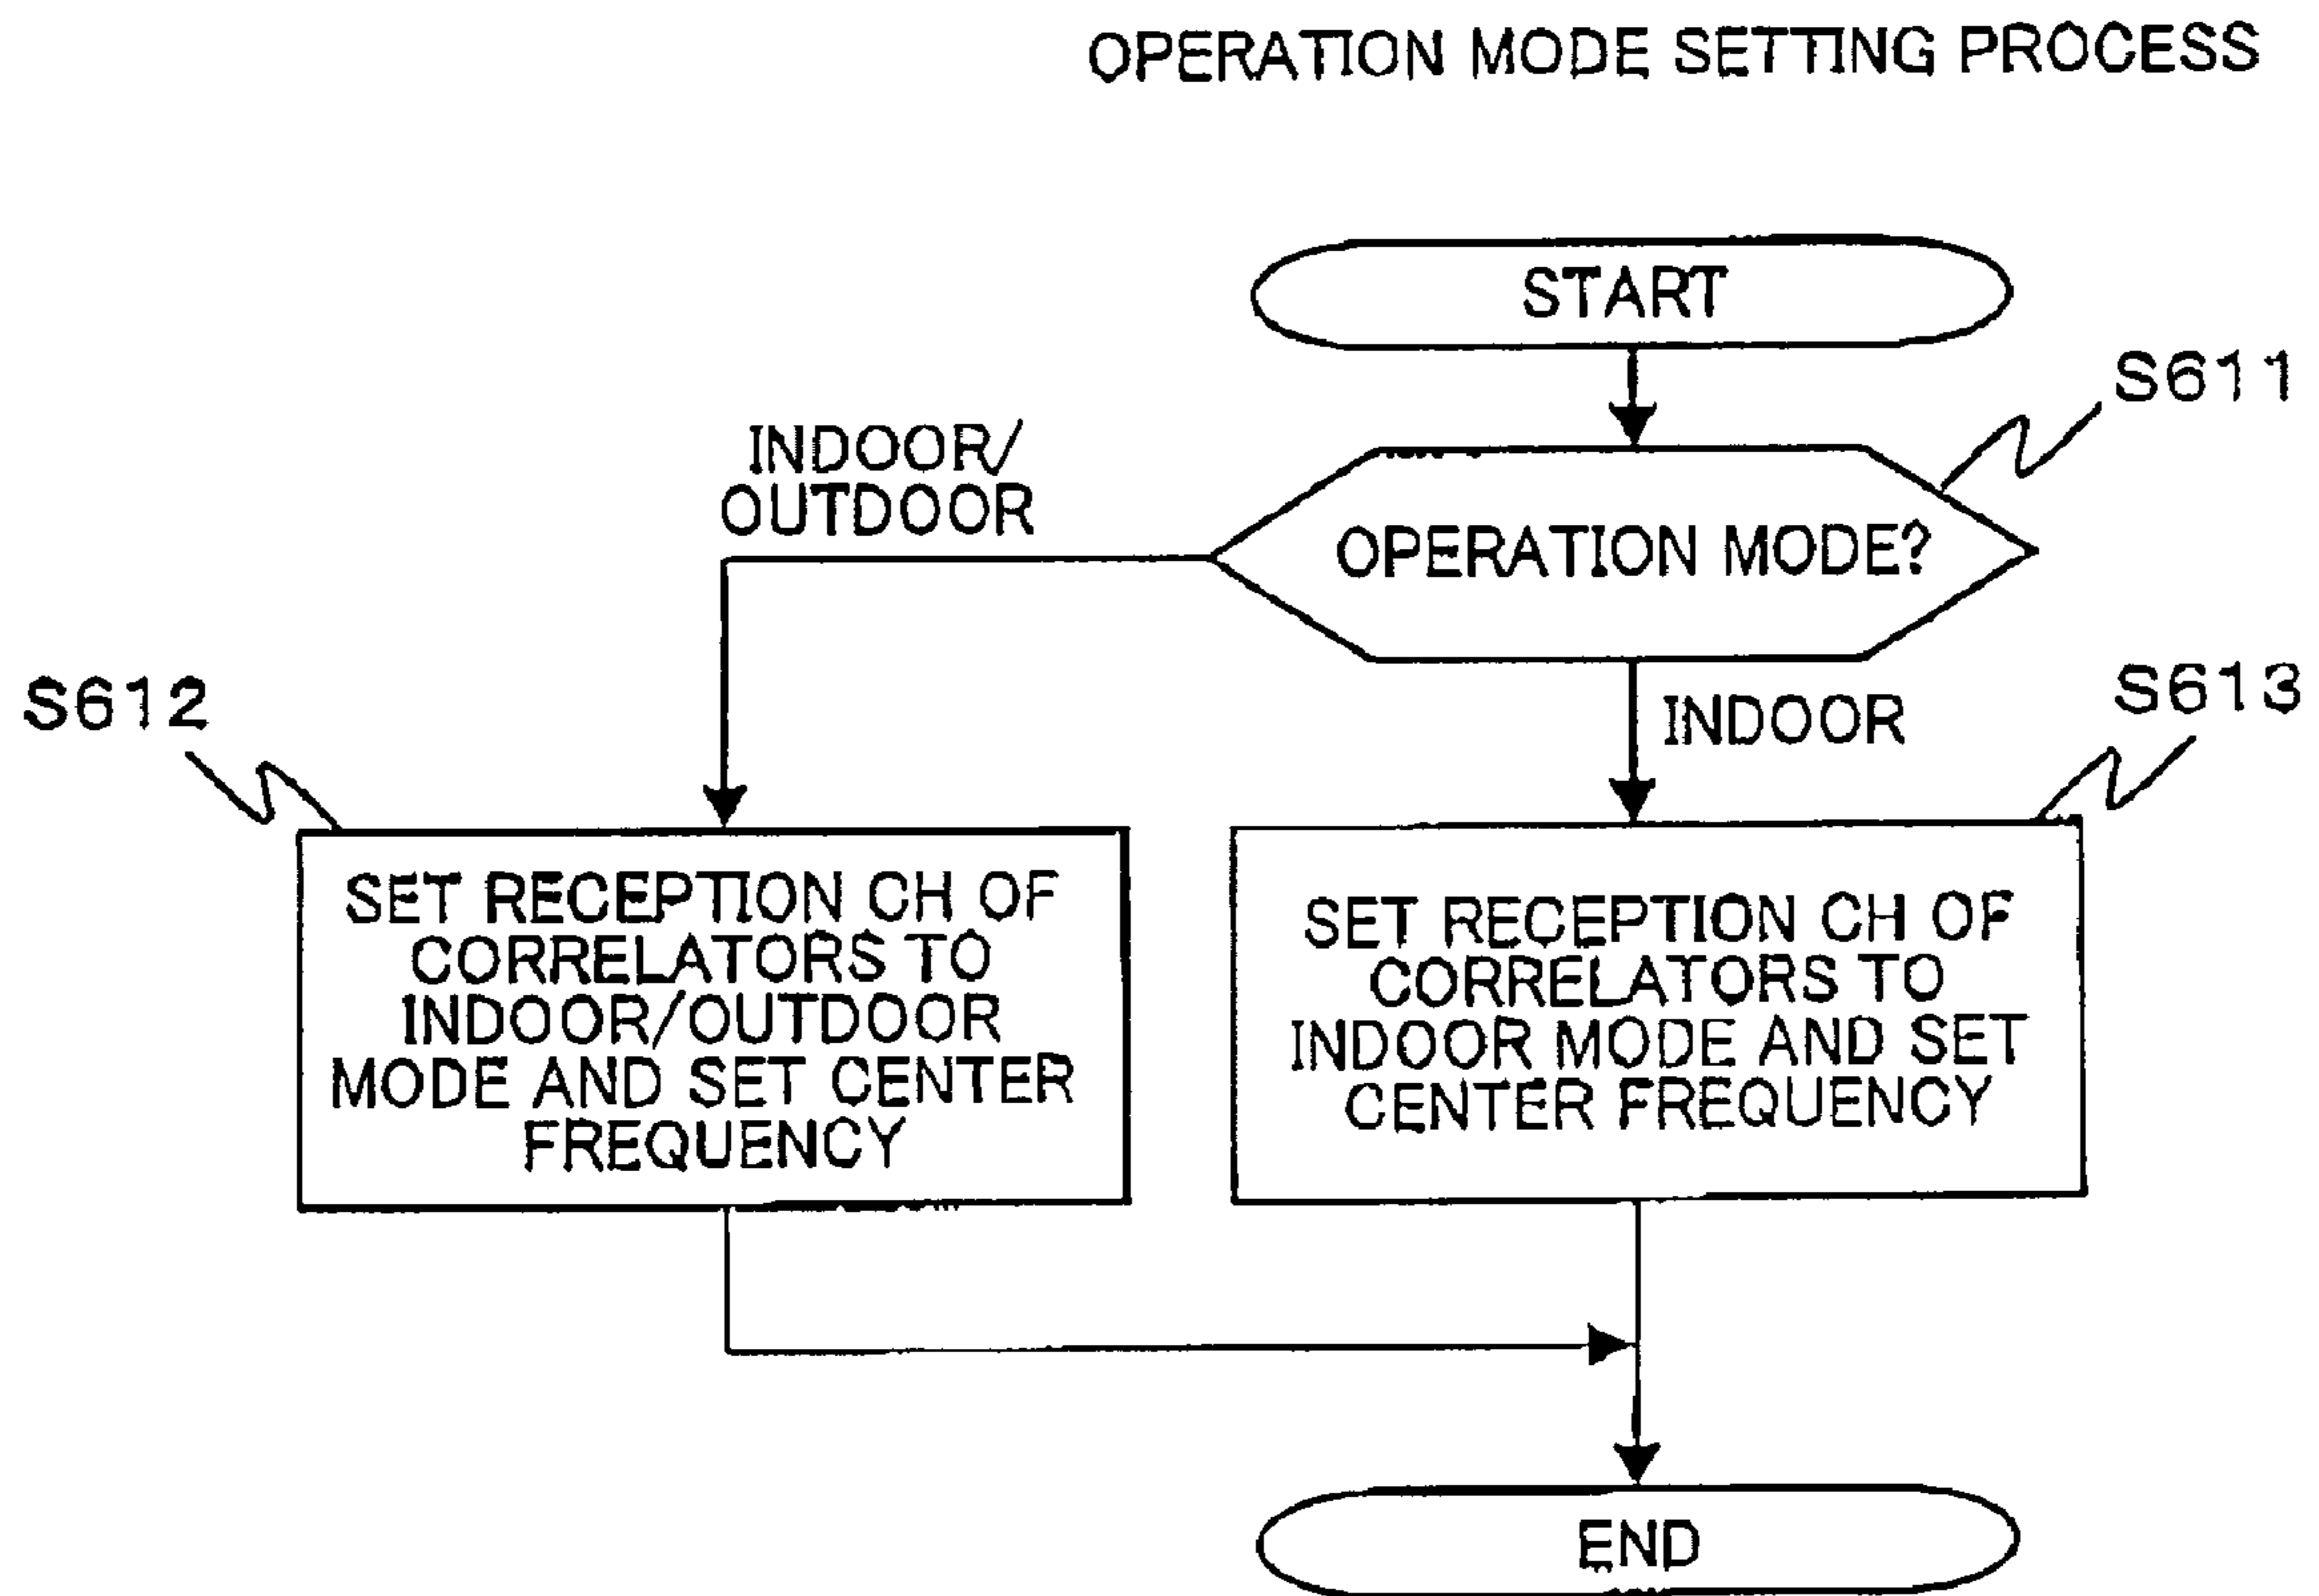 OPERATION MODE SETTING PROCESS
START
S611
INDOOR/
OUTDOOR
OPERATION MODE?
S612
INDOOR
S613
SET RECEPTION CH OF
CORRELATORS TO
INDOOR/OUTDOOR
MODE AND SET CENTER
FREQUENCY
SET RECEPTION CH OF
CORRELATORS TO
INDOOR MODE AND SET
CENTER FREQUENCY
END